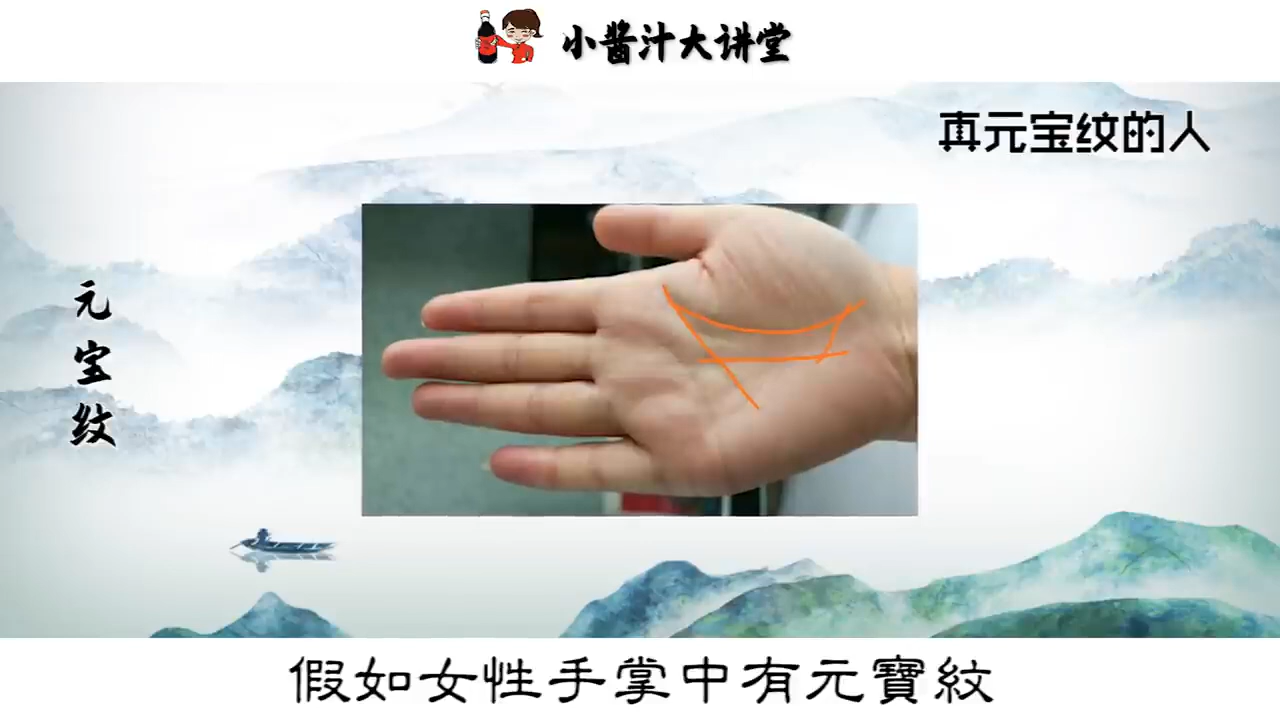 小酱汁大讲堂
再元宝纹的人
元宝纹
假如女性手掌中有元寶紋